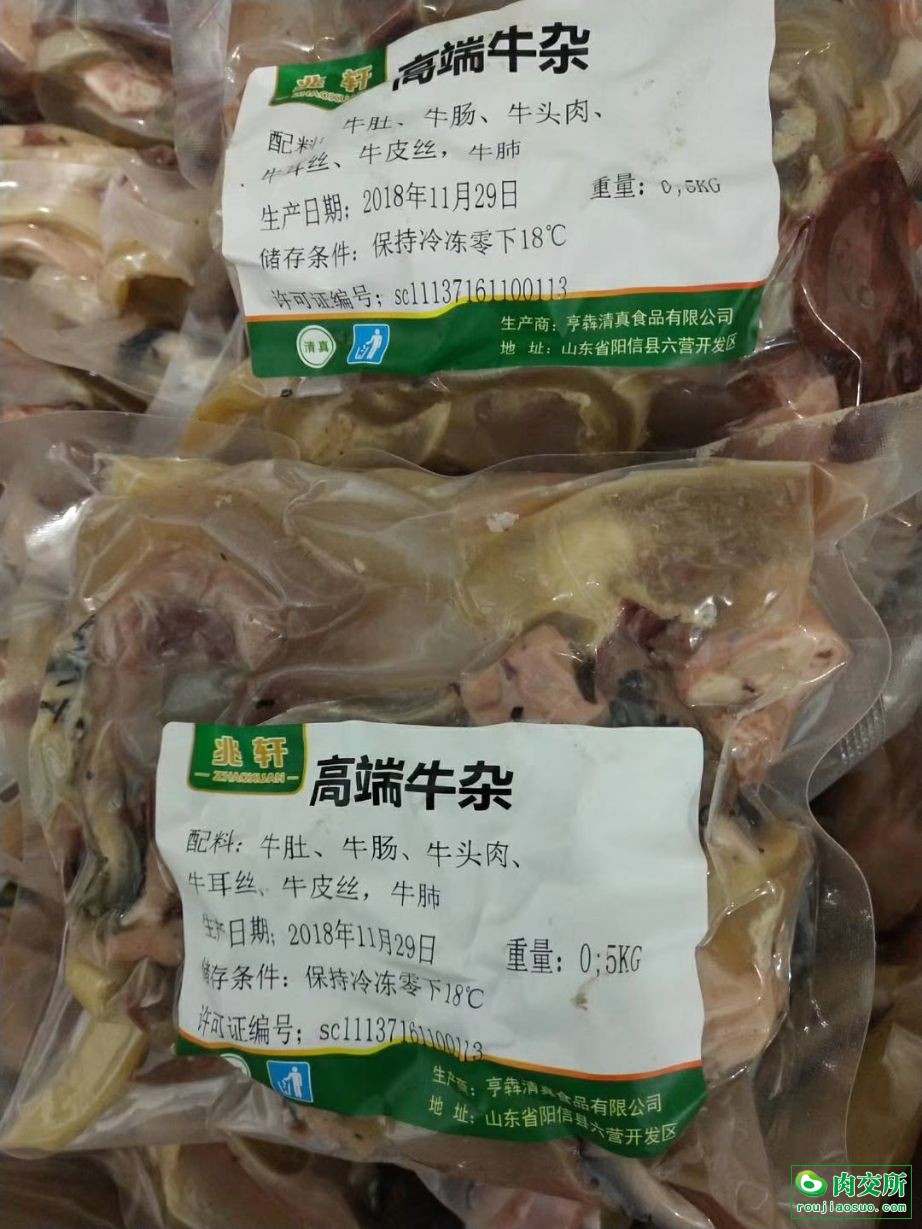 兆轩
ZHAOXUAN
高端牛杂
配料: 牛肚、牛肠、牛头肉、
牛耳丝、牛皮丝，牛肺
生产日期; 2018年11月29日
重量: 0;5KG
储存条件: 保持冷冻零下18℃
许可证编号; sc11137161100113
清真
生产商: 亨犇清真食品有限公司
地 址: 山东省阳信县六营开发区
兆轩
ZHAOXUAN
高端牛杂
配料: 牛肚、牛肠、牛头肉、
牛耳丝、牛皮丝，牛肺
生产日期; 2018年11月29日
重量: 0;5KG
储存条件: 保持冷冻零下18℃
许可证编号; sc11137161100113
生产商: 亨犇清真食品有限公司
地 址: 山东省阳信县六营开发区
肉交所
roujiaosuo.com